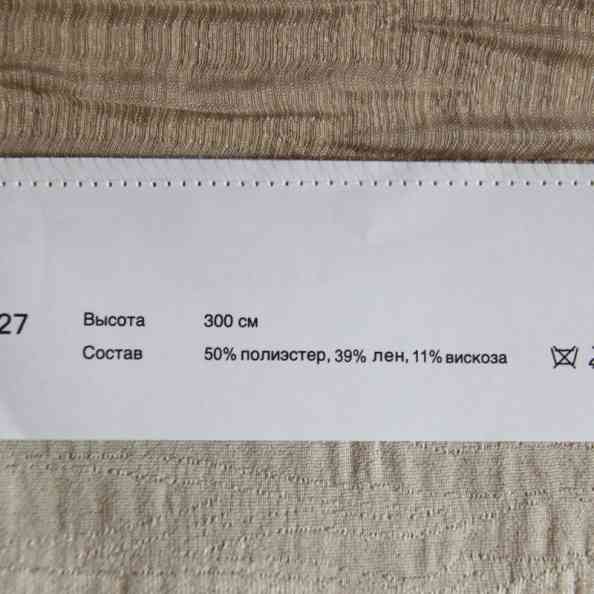 27
Высота 300 см
Состав 50% полиэстер, 39% лен, 11% вискоза